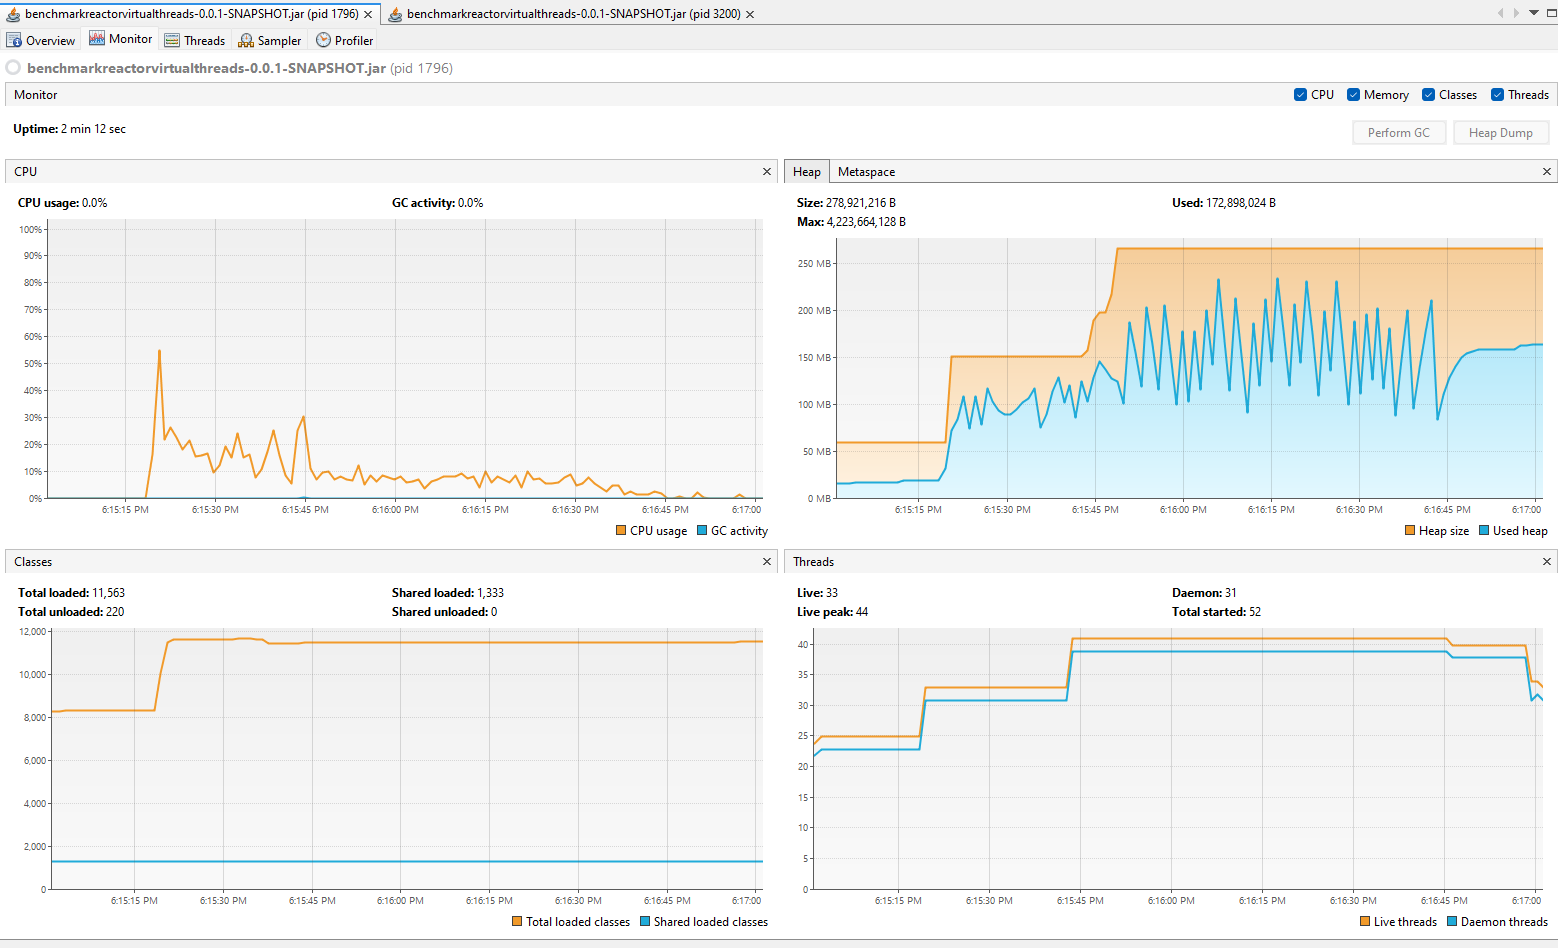 benchmarkreactorvirtualthreads-0.0.1-SNAPSHOT.jar (pid 1796) benchmarkreactorvirtualthreads-0.0.1-SNAPSHOT.jar (pid 3200)
Overview Monitor Threads Sampler Profiler
benchmarkreactorvirtualthreads-0.0.1-SNAPSHOT.jar (pid 1796)
Monitor CPU Memory Classes Threads
Uptime: 2 min 12 sec
Perform GC Heap Dump
CPU
CPU usage: 0.0% GC activity: 0.0%
100%
90%
80%
70%
60%
50%
40%
30%
20%
10%
0%
6:15:15 PM 6:15:30 PM 6:15:45 PM 6:16:00 PM 6:16:15 PM 6:16:30 PM 6:16:45 PM 6:17:00
CPU usage GC activity
Heap Metaspace
Size: 278,921,216 B Used: 172,898,024 B
Max: 4,223,664,128 B
250 MB
200 MB
150 MB
100 MB
50 MB
0 MB
6:15:15 PM 6:15:30 PM 6:15:45 PM 6:16:00 PM 6:16:15 PM 6:16:30 PM 6:16:45 PM 6:17:00
Heap size Used heap
Classes
Total loaded: 11,563 Shared loaded: 1,333
Total unloaded: 220 Shared unloaded: 0
12,000
10,000
8,000
6,000
4,000
2,000
0
6:15:15 PM 6:15:30 PM 6:15:45 PM 6:16:00 PM 6:16:15 PM 6:16:30 PM 6:16:45 PM 6:17:00
Total loaded classes Shared loaded classes
Threads
Live: 33 Daemon: 31
Live peak: 44 Total started: 52
40
35
30
25
20
15
10
5
0
6:15:15 PM 6:15:30 PM 6:15:45 PM 6:16:00 PM 6:16:15 PM 6:16:30 PM 6:16:45 PM 6:17:00
Live threads Daemon threads